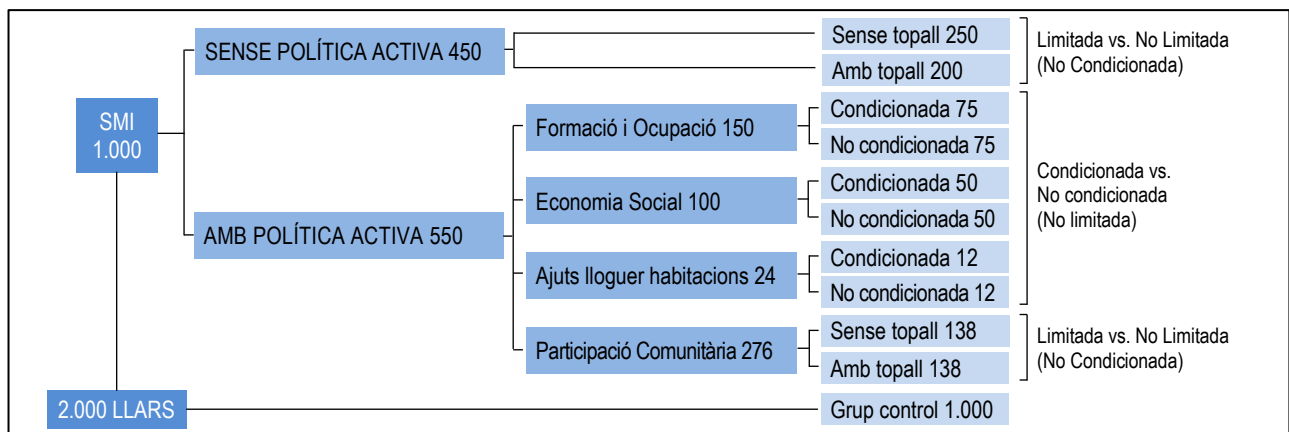 SENSE POLÍTICA ACTIVA 450
Sense topall 250
Amb topall 200
Limitada vs. No Limitada
(No Condicionada)
SMI
1.000
AMB POLÍTICA ACTIVA 550
Formació i Ocupació 150
Condicionada 75
No condicionada 75
Economia Social 100
Condicionada 50
No condicionada 50
Ajuts lloguer habitacions 24
Condicionada 12
No condicionada 12
Condicionada vs.
No condicionada
(No limitada)
Participació Comunitària 276
Sense topall 138
Amb topall 138
Limitada vs. No Limitada
(No Condicionada)
2.000 LLARS
Grup control 1.000